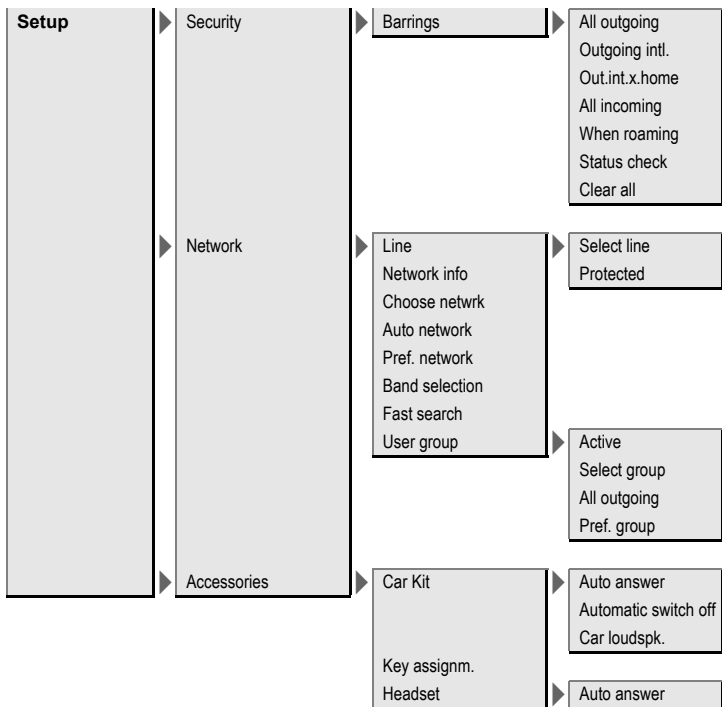 Setup
Security
Barrings
All outgoing
Outgoing intl.
Out.int.x.home
All incoming
When roaming
Status check
Clear all
Network
Line
Select line
Network info
Protected
Choose netwrk
Auto network
Pref. network
Band selection
Fast search
User group
Active
Select group
All outgoing
Pref. group
Accessories
Car Kit
Auto answer
Automatic switch off
Car loudspk.
Key assignm.
Headset
Auto answer